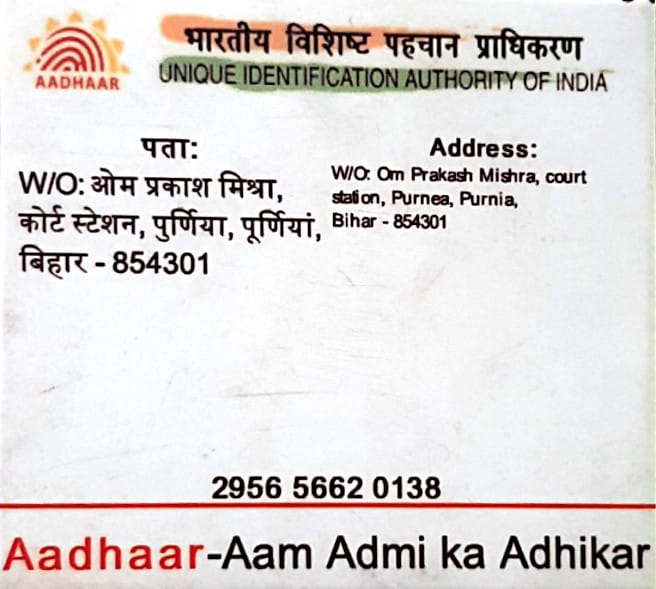 भारतीय विशिष्ट पहचान प्राधिकरण
AADHAAR
UNIQUE IDENTIFICATION AUTHORITY OF INDIA
पता:
W/O: ओम प्रकाश मिश्रा,
कोर्ट स्टेशन, पुर्णिया, पूर्णियां,
बिहार - 854301
Address:
W/O: Om Prakash Mishra, court
station, Purnea, Purnia,
Bihar - 854301
2956 5662 0138
Aadhaar-Aam Admi ka Adhikar